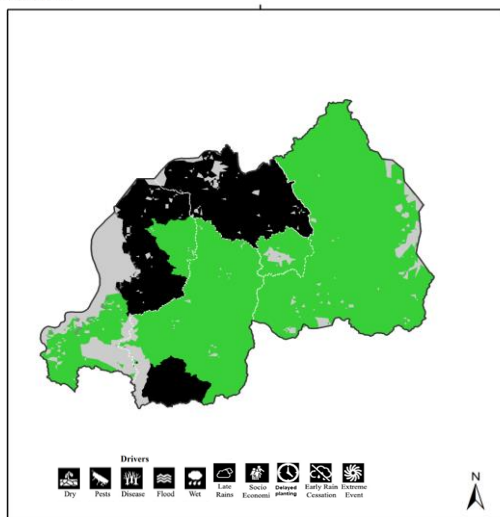 N
Drivers
Dry Pests Disease Flood Wet Late Rains Socio Economi Delayed planting Early Rain Cessation Extreme Event